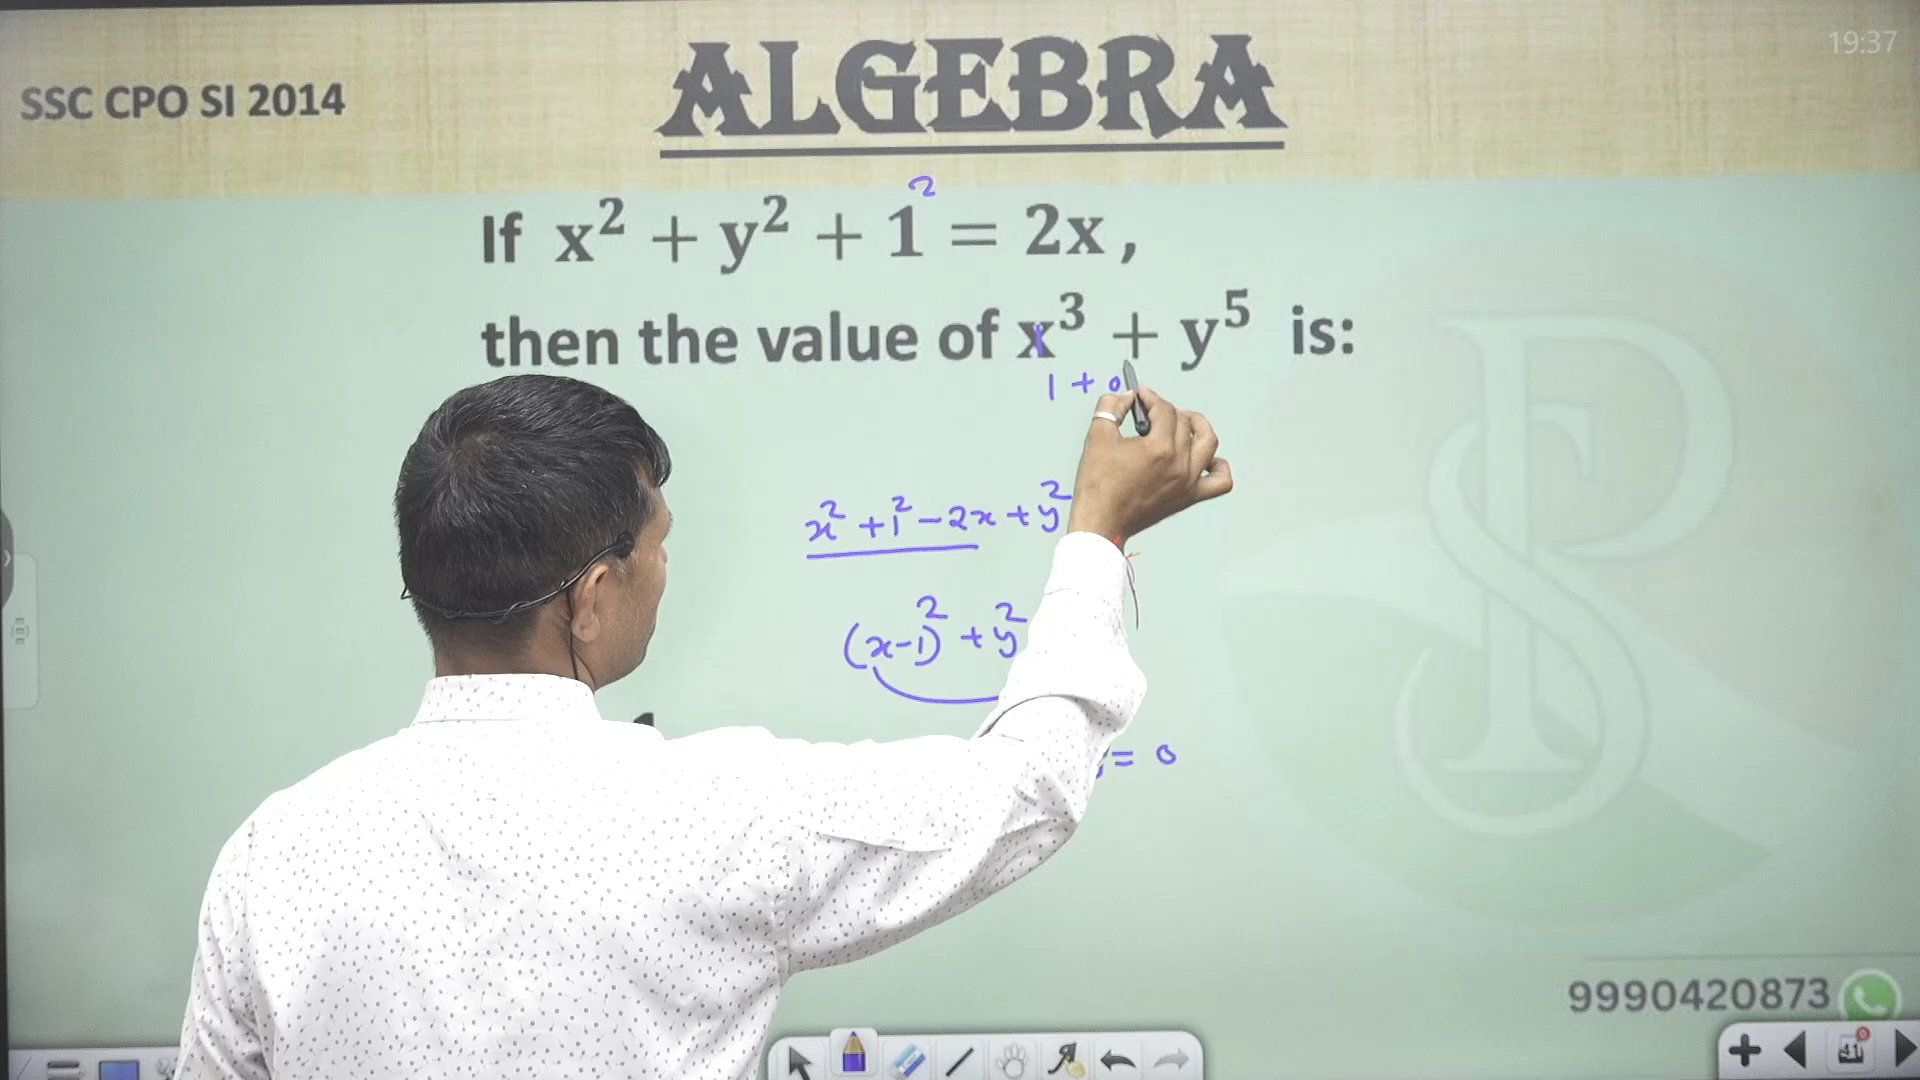 19:37
SSC CPO SI 2014
ALGEBRA
If x² + y² + 1² = 2x,
then the value of x³ + y⁵ is:
1 + 0
x² + 1² - 2x + y²
(x-1)² + y²
= 0
9990420873
41